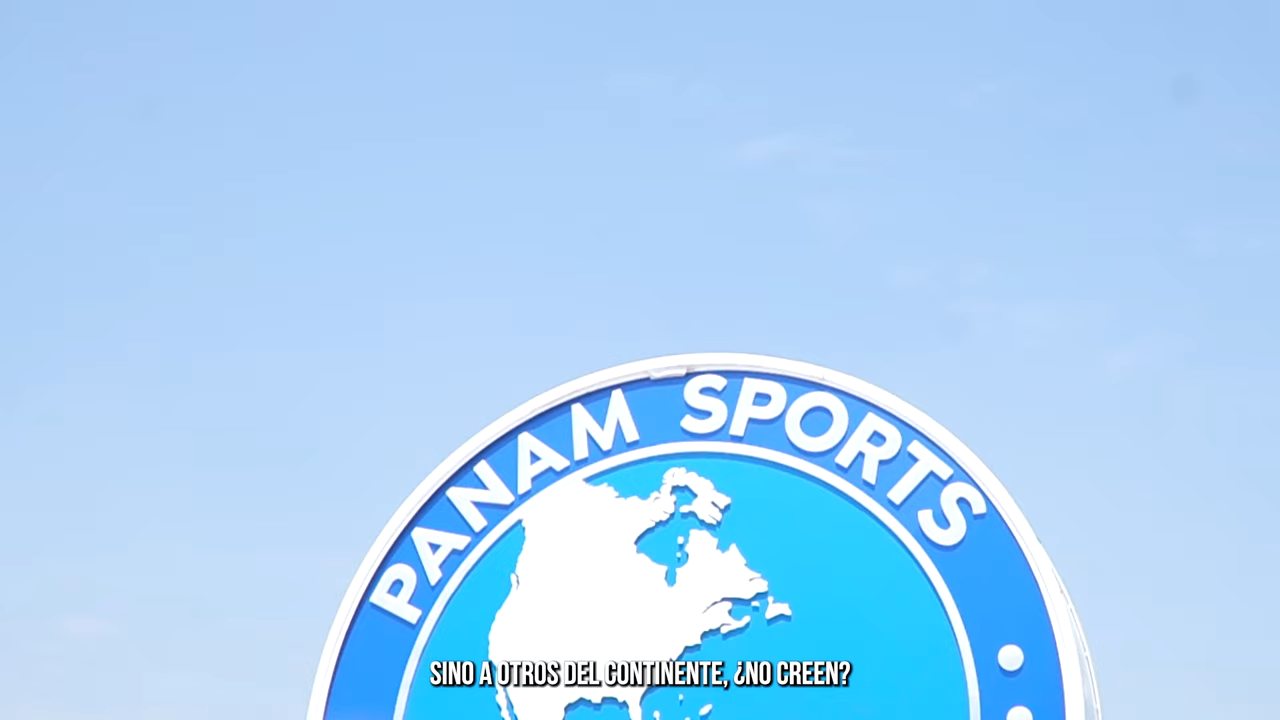 PANAM SPORTS
SINO A OTROS DEL CONTINENTE, ¿NO CREEN?